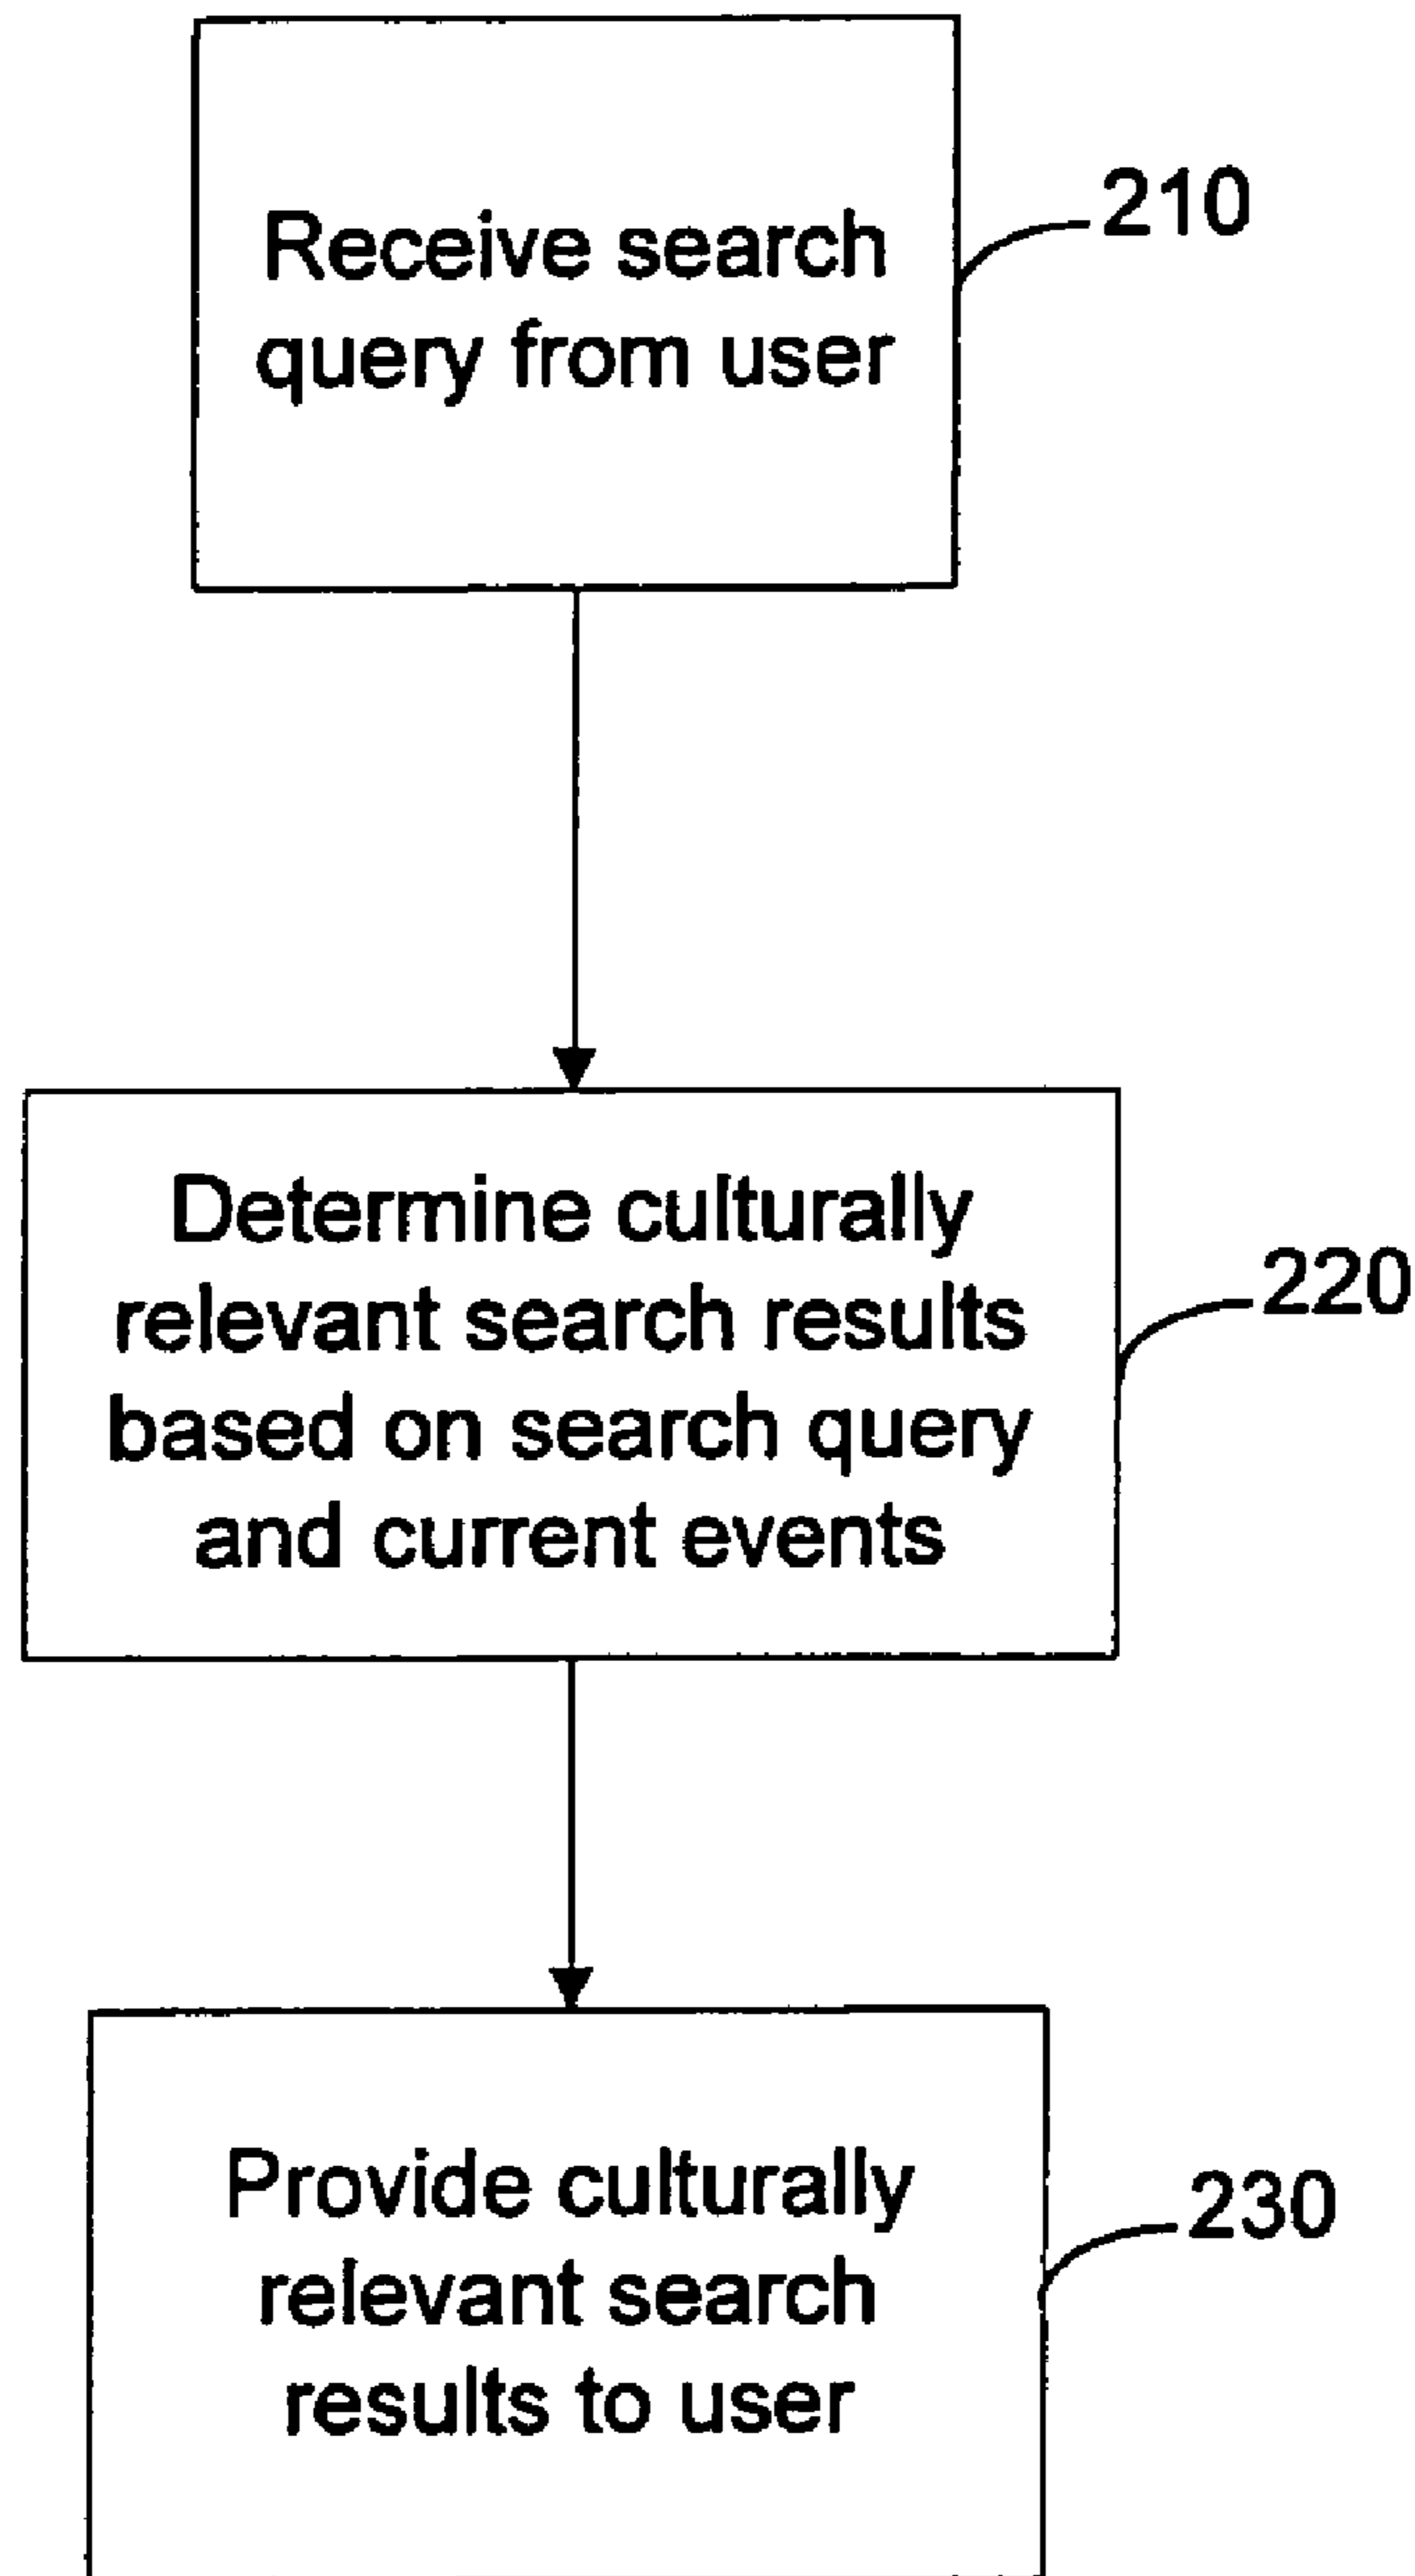 Receive search
query from user
210
Determine culturally
relevant search results
based on search query
and current events
220
Provide culturally
relevant search
results to user
230